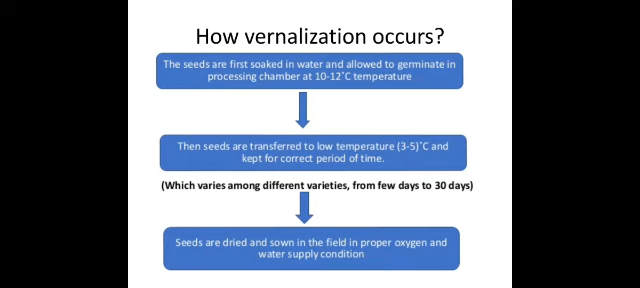 How vernalization occurs?
The seeds are first soaked in water and allowed to germinate in
processing chamber at 10-12˚C temperature
Then seeds are transferred to low temperature (3-5)˚C and
kept for correct period of time.
(Which varies among different varieties, from few days to 30 days)
Seeds are dried and sown in the field in proper oxygen and
water supply condition